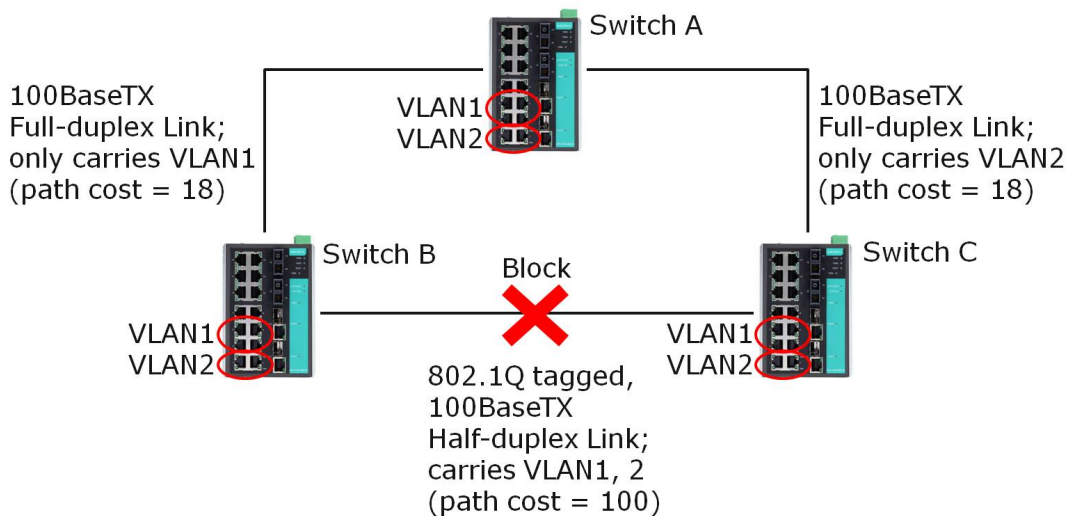 Switch A
100BaseTX
Full-duplex Link;
only carries VLAN1
(path cost = 18)
VLAN1
VLAN2
100BaseTX
Full-duplex Link;
only carries VLAN2
(path cost = 18)
Switch B
Block
Switch C
VLAN1
VLAN2
VLAN1
VLAN2
802.1Q tagged,
100BaseTX
Half-duplex Link;
carries VLAN1, 2
(path cost = 100)